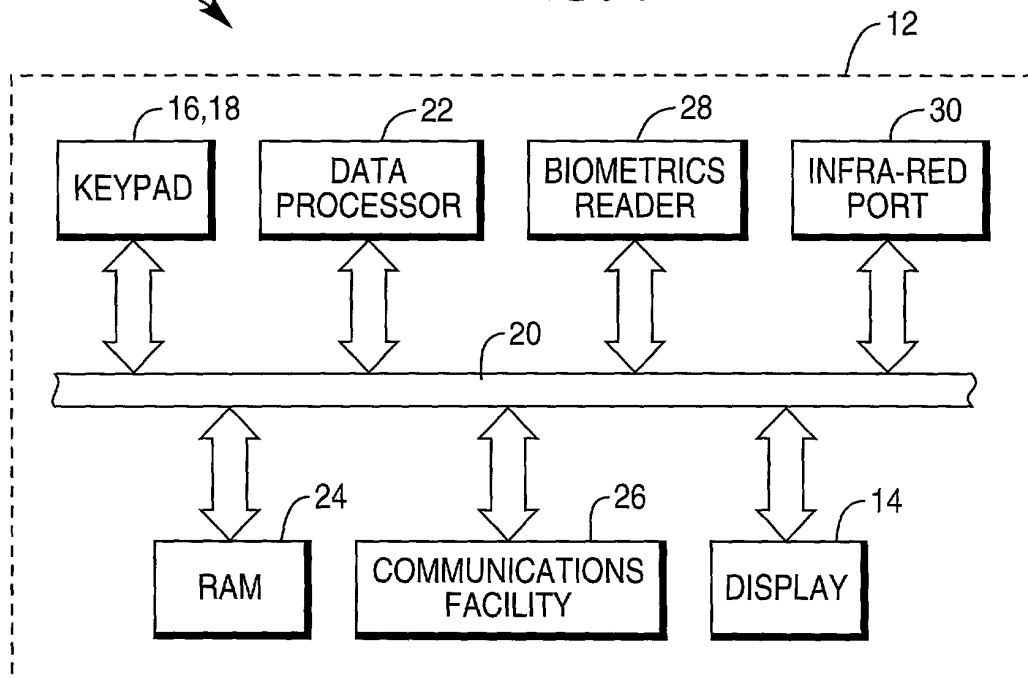 12
16,18
22
28
30
KEYPAD
DATA
PROCESSOR
BIOMETRICS
READER
INFRA-RED
PORT
20
24
26
14
RAM
COMMUNICATIONS
FACILITY
DISPLAY